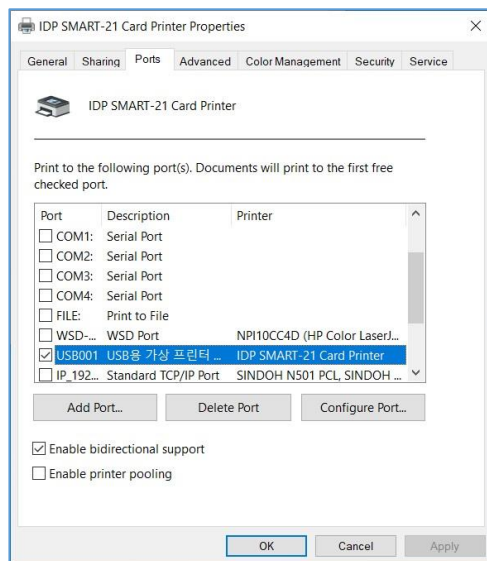 IDP SMART-21 Card Printer Properties
General Sharing Ports Advanced Color Management Security Service
IDP SMART-21 Card Printer
Print to the following port(s). Documents will print to the first free
checked port.
Port Description Printer
COM1: Serial Port
COM2: Serial Port
COM3: Serial Port
COM4: Serial Port
FILE: Print to File
WSD-... WSD Port NPI10CC4D (HP Color LaserJ...
USB001 USB용 가상 프린터 ... IDP SMART-21 Card Printer
IP_192... Standard TCP/IP Port SINDOH N501 PCL, SINDOH ...
Add Port... Delete Port Configure Port...
Enable bidirectional support
Enable printer pooling
OK Cancel Apply